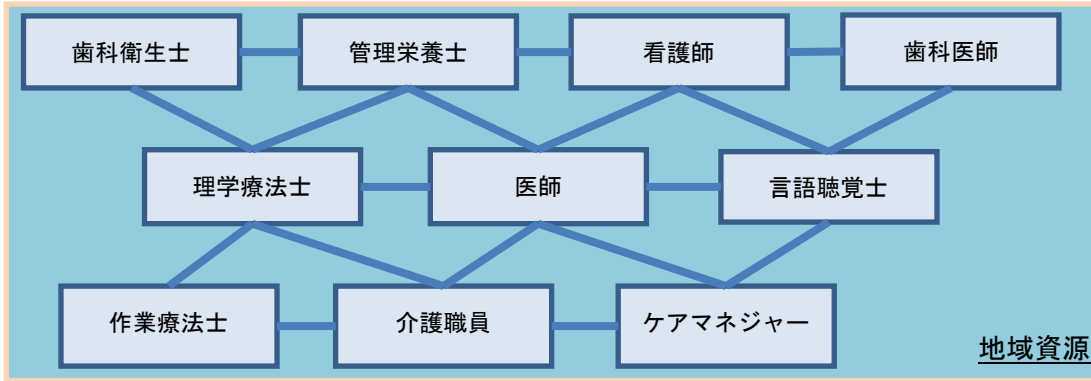 歯科衛生士
管理栄養士
看護師
歯科医師
理学療法士
医師
言語聴覚士
作業療法士
介護職員
ケアマネジャー
地域資源